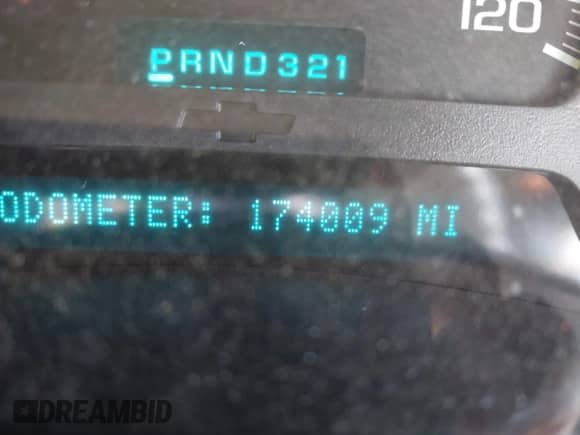 120
PRND321
ODOMETER: 174009 MI
DREAMBID